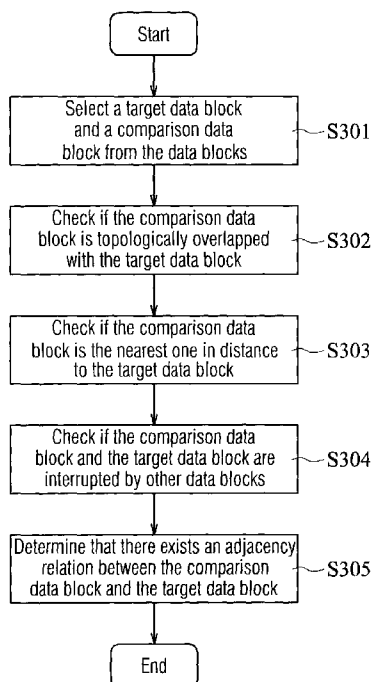 Start
Select a target data block
and a comparison data
block from the data blocks
S301
Check if the comparison data
block is topologically overlapped
with the target data block
S302
Check if the comparison data
block is the nearest one in distance
to the target data block
S303
Check if the comparison data
block and the target data block are
interrupted by other data blocks
S304
Determine that there exists an adjacency
relation between the comparison
data block and the target data block
S305
End